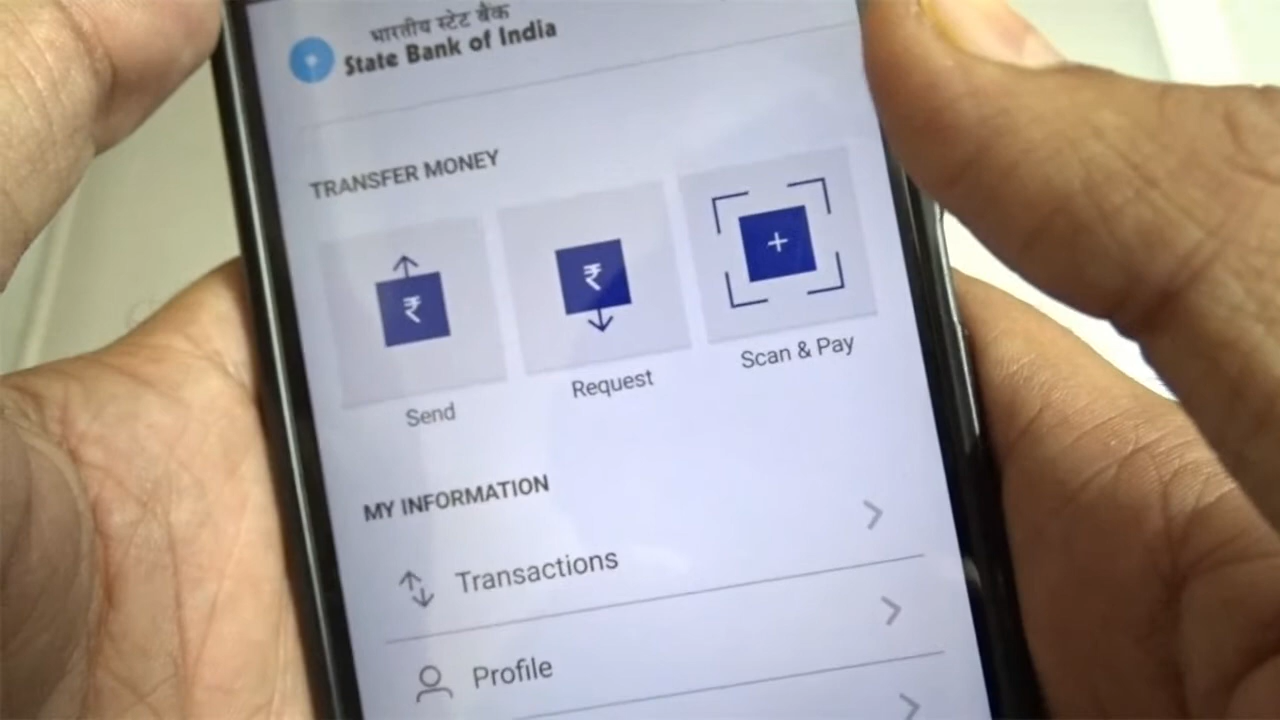 भारतीय स्टेट बैंक
State Bank of India
TRANSFER MONEY
₹
₹
+
Send
Request
Scan & Pay
MY INFORMATION
Transactions
Profile